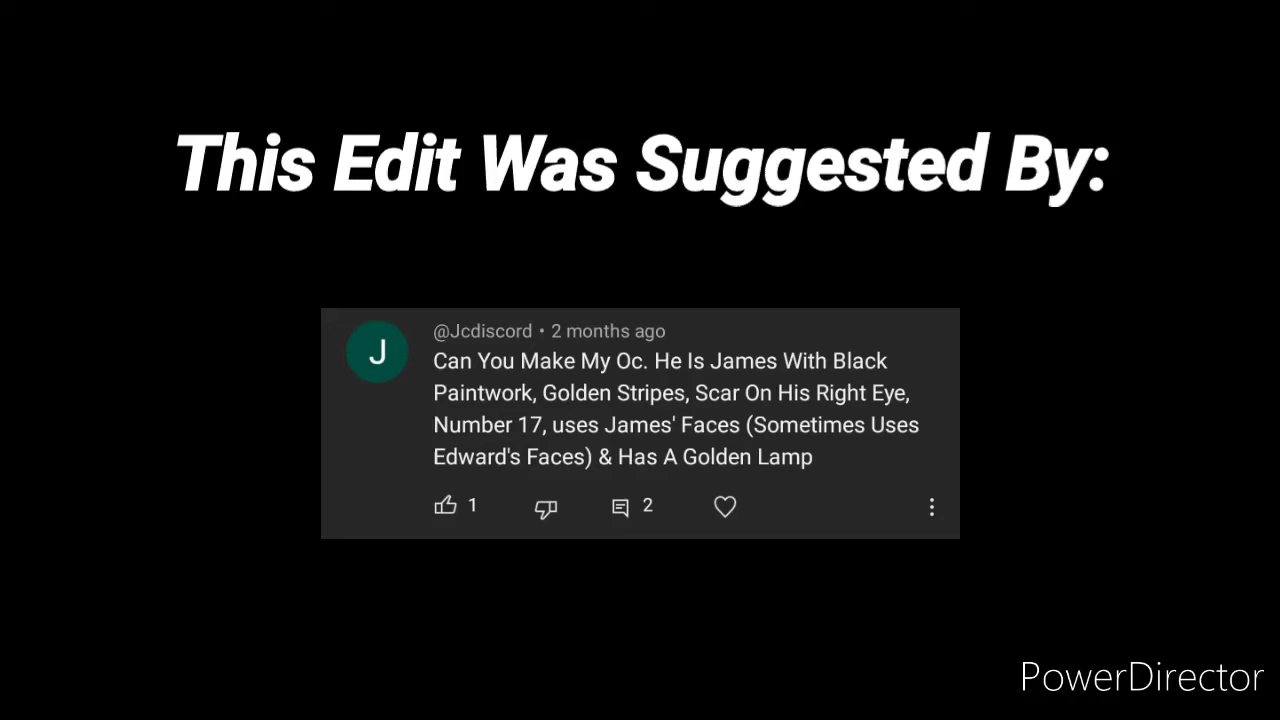 This Edit Was Suggested By:
J
@Jcdiscord • 2 months ago
Can You Make My Oc. He Is James With Black
Paintwork, Golden Stripes, Scar On His Right Eye,
Number 17, uses James' Faces (Sometimes Uses
Edward's Faces) & Has A Golden Lamp
1 2
PowerDirector